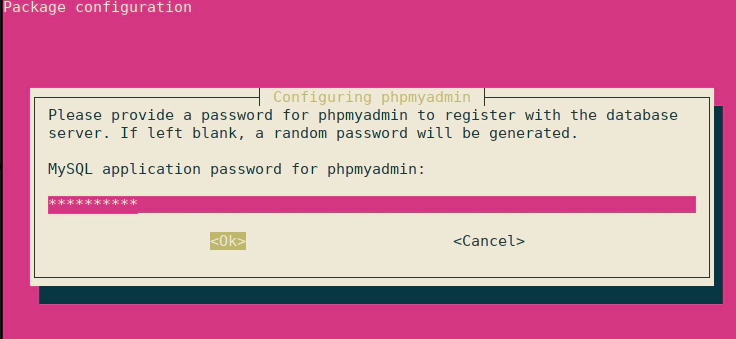 Package configuration
Configuring phpmyadmin
Please provide a password for phpmyadmin to register with the database
server. If left blank, a random password will be generated.
MySQL application password for phpmyadmin:
**********
<Ok> <Cancel>